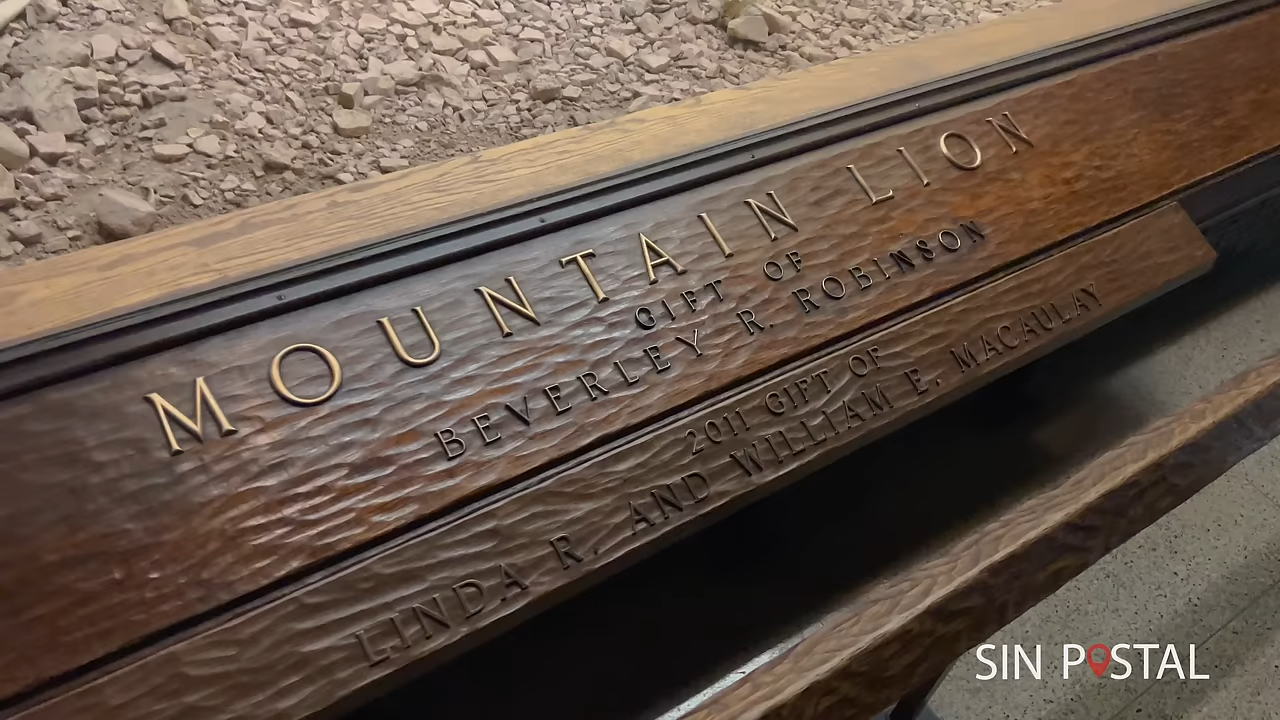 MOUNTAIN LION
GIFT OF
BEVERLEY R. ROBINSON
2011 GIFT OF
LINDA R. AND WILLIAM E. MACAULAY
SIN POSTAL